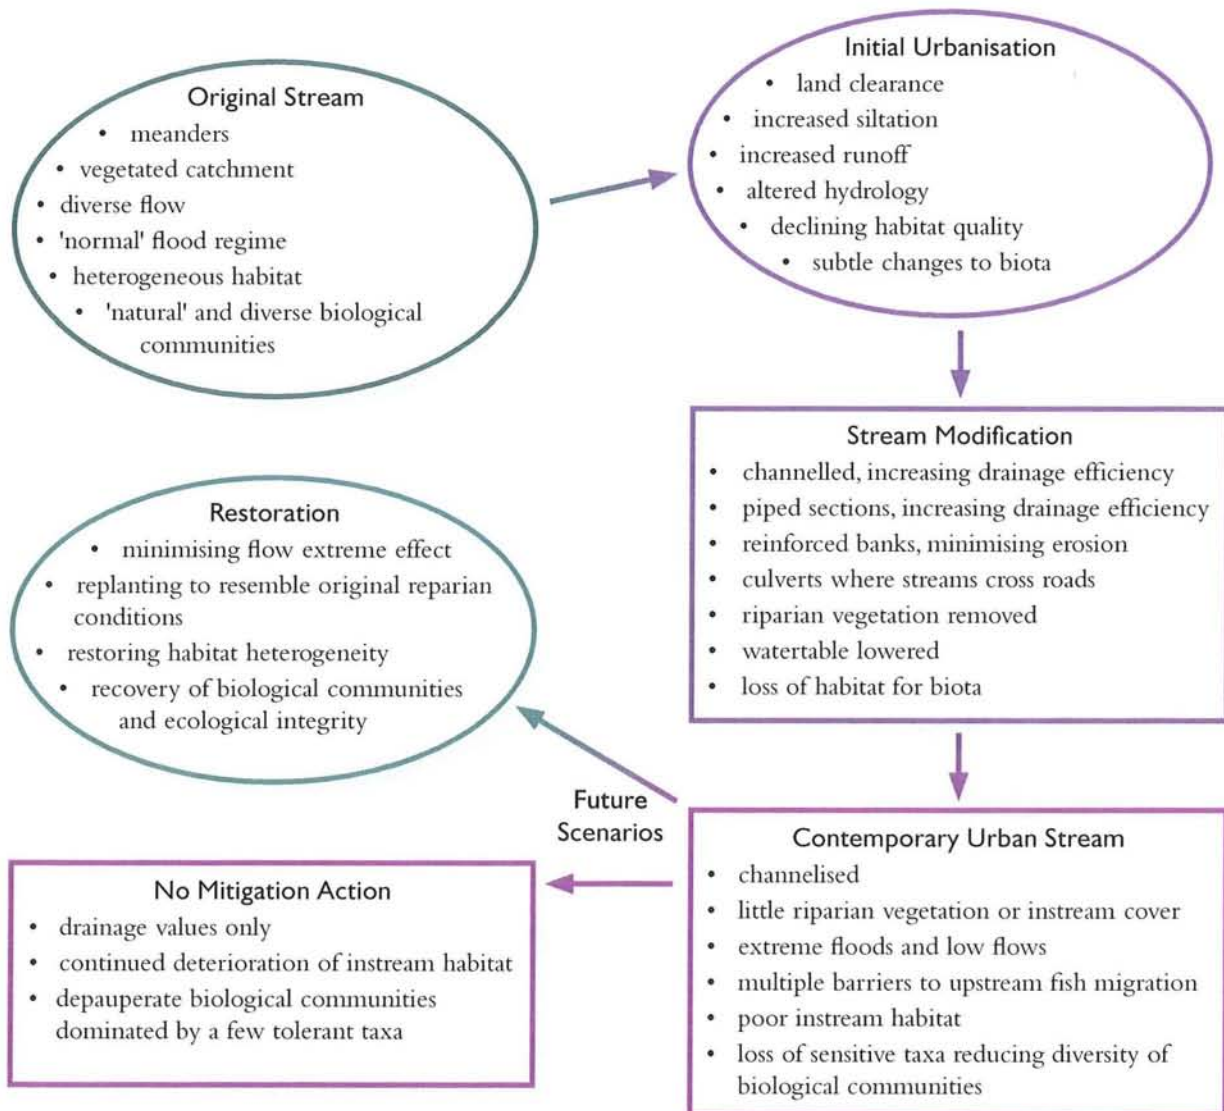 Original Stream
• meanders
• vegetated catchment
• diverse flow
• 'normal' flood regime
• heterogeneous habitat
• 'natural' and diverse biological
communities
Initial Urbanisation
• land clearance
• increased siltation
• increased runoff
• altered hydrology
• declining habitat quality
• subtle changes to biota
Stream Modification
• channelled, increasing drainage efficiency
• piped sections, increasing drainage efficiency
• reinforced banks, minimising erosion
• culverts where streams cross roads
• riparian vegetation removed
• watertable lowered
• loss of habitat for biota
Contemporary Urban Stream
• channelised
• little riparian vegetation or instream cover
• extreme floods and low flows
• multiple barriers to upstream fish migration
• poor instream habitat
• loss of sensitive taxa reducing diversity of
biological communities
Future
Scenarios
Restoration
• minimising flow extreme effect
• replanting to resemble original reparian
conditions
• restoring habitat heterogeneity
• recovery of biological communities
and ecological integrity
No Mitigation Action
• drainage values only
• continued deterioration of instream habitat
• depauperate biological communities
dominated by a few tolerant taxa